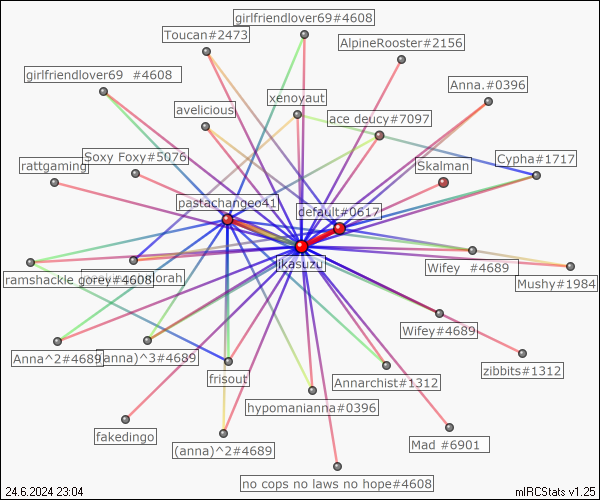 girlfriendlover69#4608
Toucan#2473
AlpineRooster#2156
girlfriendlover69 #4608
Anna.#0396
xenoyaut
avelicious
ace deucy#7097
Soxy Foxy#5076
Cypha#1717
rattgaming
Skalman
pastachangeo41
default#0617
jkasuzu
ramshackle gorey#4608
Wifey #4689
Mushy#1984
Wifey#4689
Anna^2#4689
(anna)^3#4689
zibbits#1312
frisout
Annarchist#1312
hypomanianna#0396
fakedingo
(anna)^2#4689
Mad #6901
no cops no laws no hope#4608
24.6.2024 23:04
mIRCStats v1.25